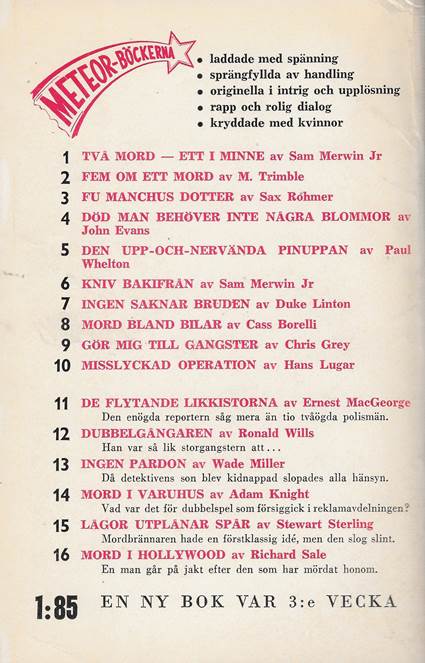 METEOR-BÖCKERNA
• laddade med spänning
• sprängfyllda av handling
• originella i intrig och upplösning
• rapp och rolig dialog
• kryddade med kvinnor
1 TVÅ MORD — ETT I MINNE av Sam Merwin Jr
2 FEM OM ETT MORD av M. Trimble
3 FU MANCHUS DOTTER av Sax Rohmer
4 DÖD MAN BEHÖVER INTE NÅGRA BLOMMOR av
John Evans
5 DEN UPP-OCH-NERVÄNDA PINUPPAN av Paul
Whelton
6 KNIV BAKIFRÅN av Sam Merwin Jr
7 INGEN SAKNAR BRUDEN av Duke Linton
8 MORD BLAND BILAR av Cass Borelli
9 GÖR MIG TILL GANGSTER av Chris Grey
10 MISSLYCKAD OPERATION av Hans Lugar
11 DE FLYTANDE LIKKISTORNA av Ernest MacGeorge
Den enögda reportern såg mera än tio tvåögda polismän.
12 DUBBELGÅNGAREN av Ronald Wills
Han var så lik storgangstern att...
13 INGEN PARDON av Wade Miller
Då detektivens son blev kidnappad slopades alla hänsyn.
14 MORD I VARUHUS av Adam Knight
Vad var det för dubbelspel som försiggick i reklamavdelningen?
15 LÅGOR UTPLÅNAR SPÅR av Stewart Sterling
Mordbrännaren hade en förstklassig idé, men den slog slint.
16 MORD I HOLLYWOOD av Richard Sale
En man går på jakt efter den som har mördat honom.
1:85 EN NY BOK VAR 3:e VECKA